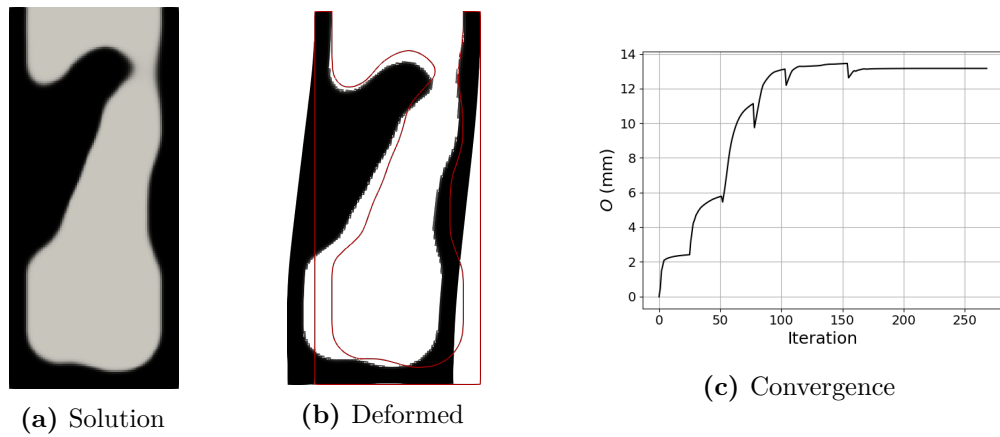 14
12
10
8
6
4
2
0
O (mm)
0 50 100 150 200 250
Iteration
(a) Solution
(b) Deformed
(c) Convergence